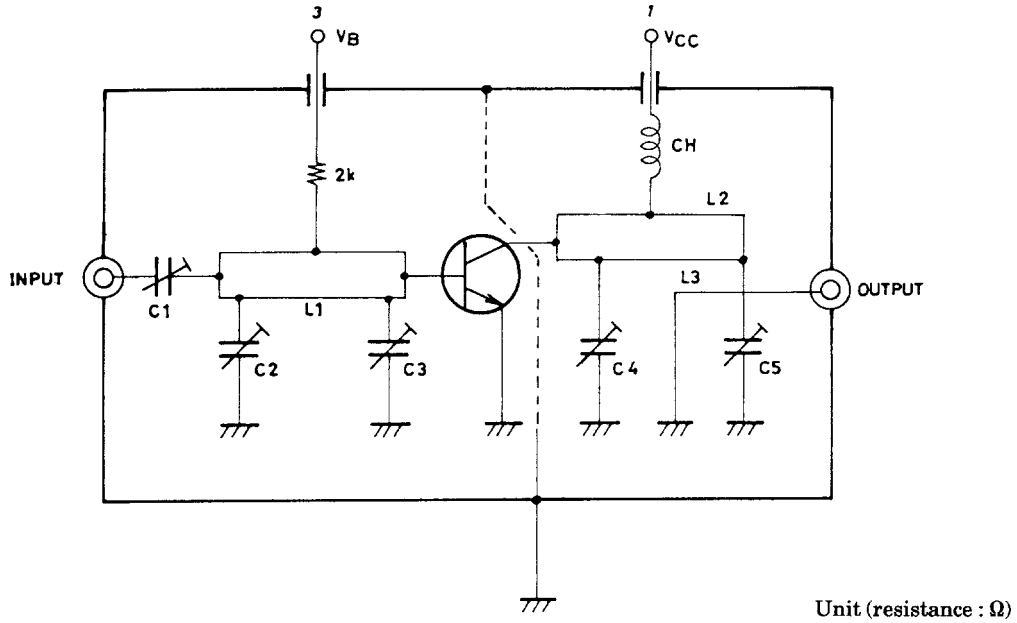 3
VB
1
VCC
CH
2k
L2
INPUT
C1
L1
L3
OUTPUT
C2
C3
C4
C5
Unit (resistance : Ω)